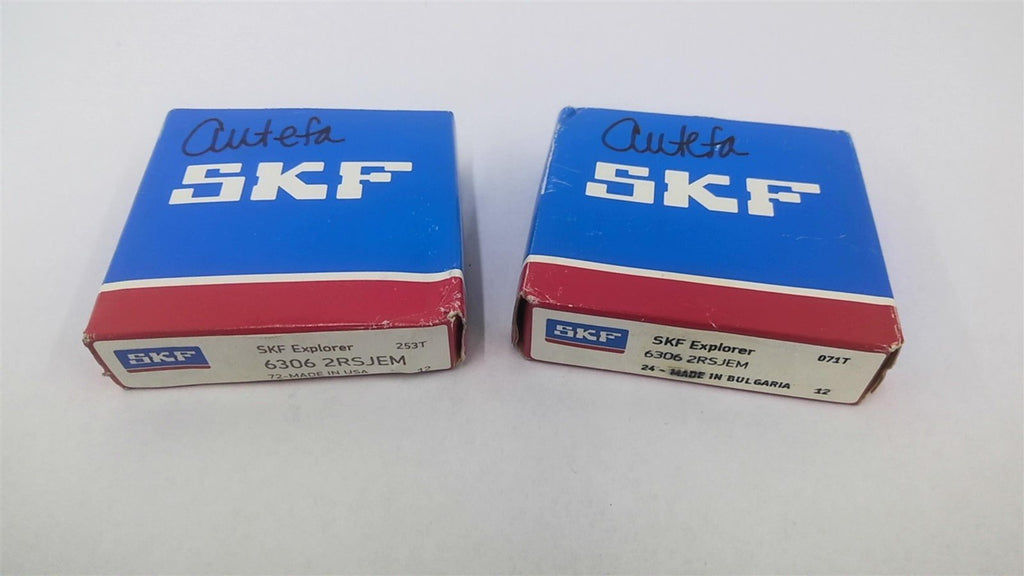 Autefa
SKF
SKF
SKF Explorer
253T
6306 2RSJEM
72-MADE IN USA
12
Autefa
SKF
SKF
SKF Explorer
071T
6306 2RSJEM
24 - MADE IN BULGARIA
12